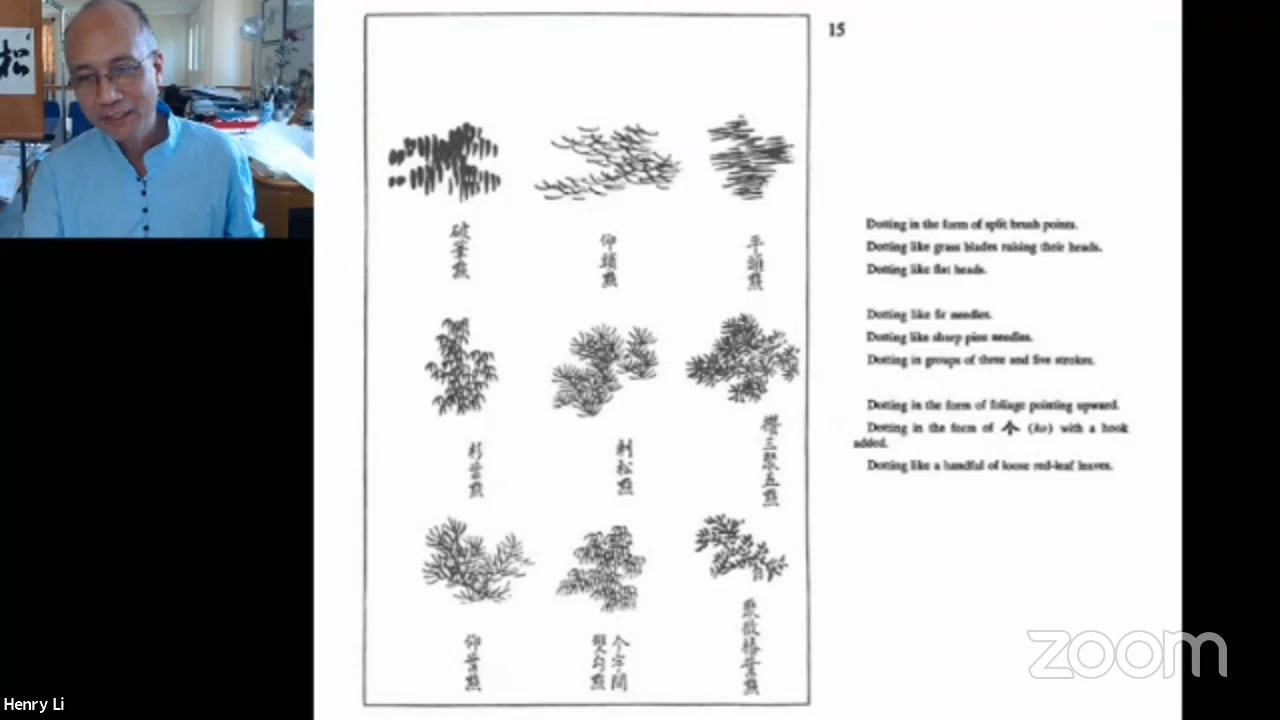 松
15
破筆點
仰頭點
平頭點
杉葉點
刺松點
攢三聚五點
仰葉點
个字間
雙勾點
聚散椿葉點
Dotting in the form of split brush points.
Dotting like grass blades raising their heads.
Dotting like flat heads.
Dotting like fir needles.
Dotting like sharp pine needles.
Dotting in groups of three and five strokes.
Dotting in the form of foliage pointing upward.
Dotting in the form of 个 (ko) with a hook
added.
Dotting like a handful of loose red-leaf leaves.
zoom
Henry Li